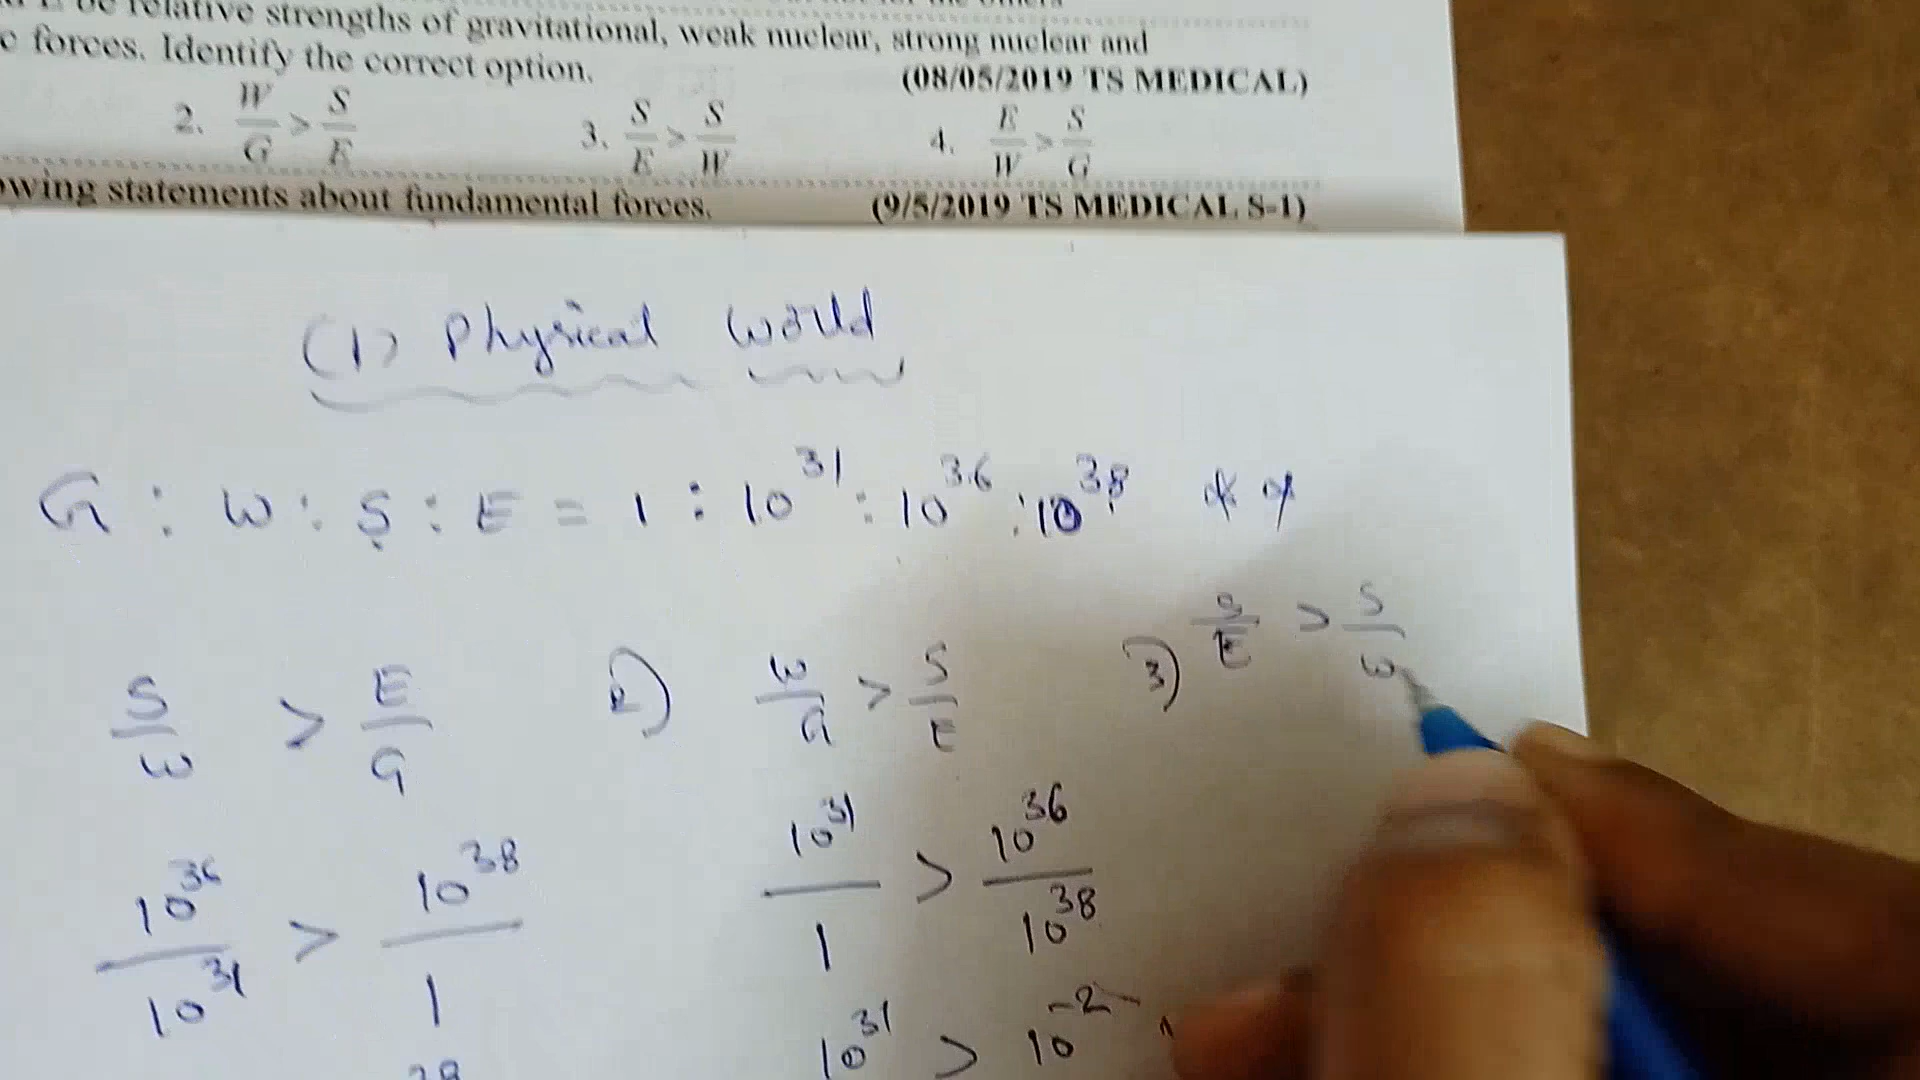 relative strengths of gravitational, weak nuclear, strong nuclear and
c forces. Identify the correct option. (08/05/2019 TS MEDICAL)
2. W/G > S/E 3. S/E > S/W 4. E/W > S/G
owing statements about fundamental forces. (9/5/2019 TS MEDICAL S-1)
(1) Physical World
G : W : S : E = 1 : 10^31 : 10^36 : 10^38 **
S/W > E/G 2) W/G > S/E 3) S/E > S/W
10^36/10^31 > 10^38/1 10^31/1 > 10^36/10^38
10^31 > 10^-2